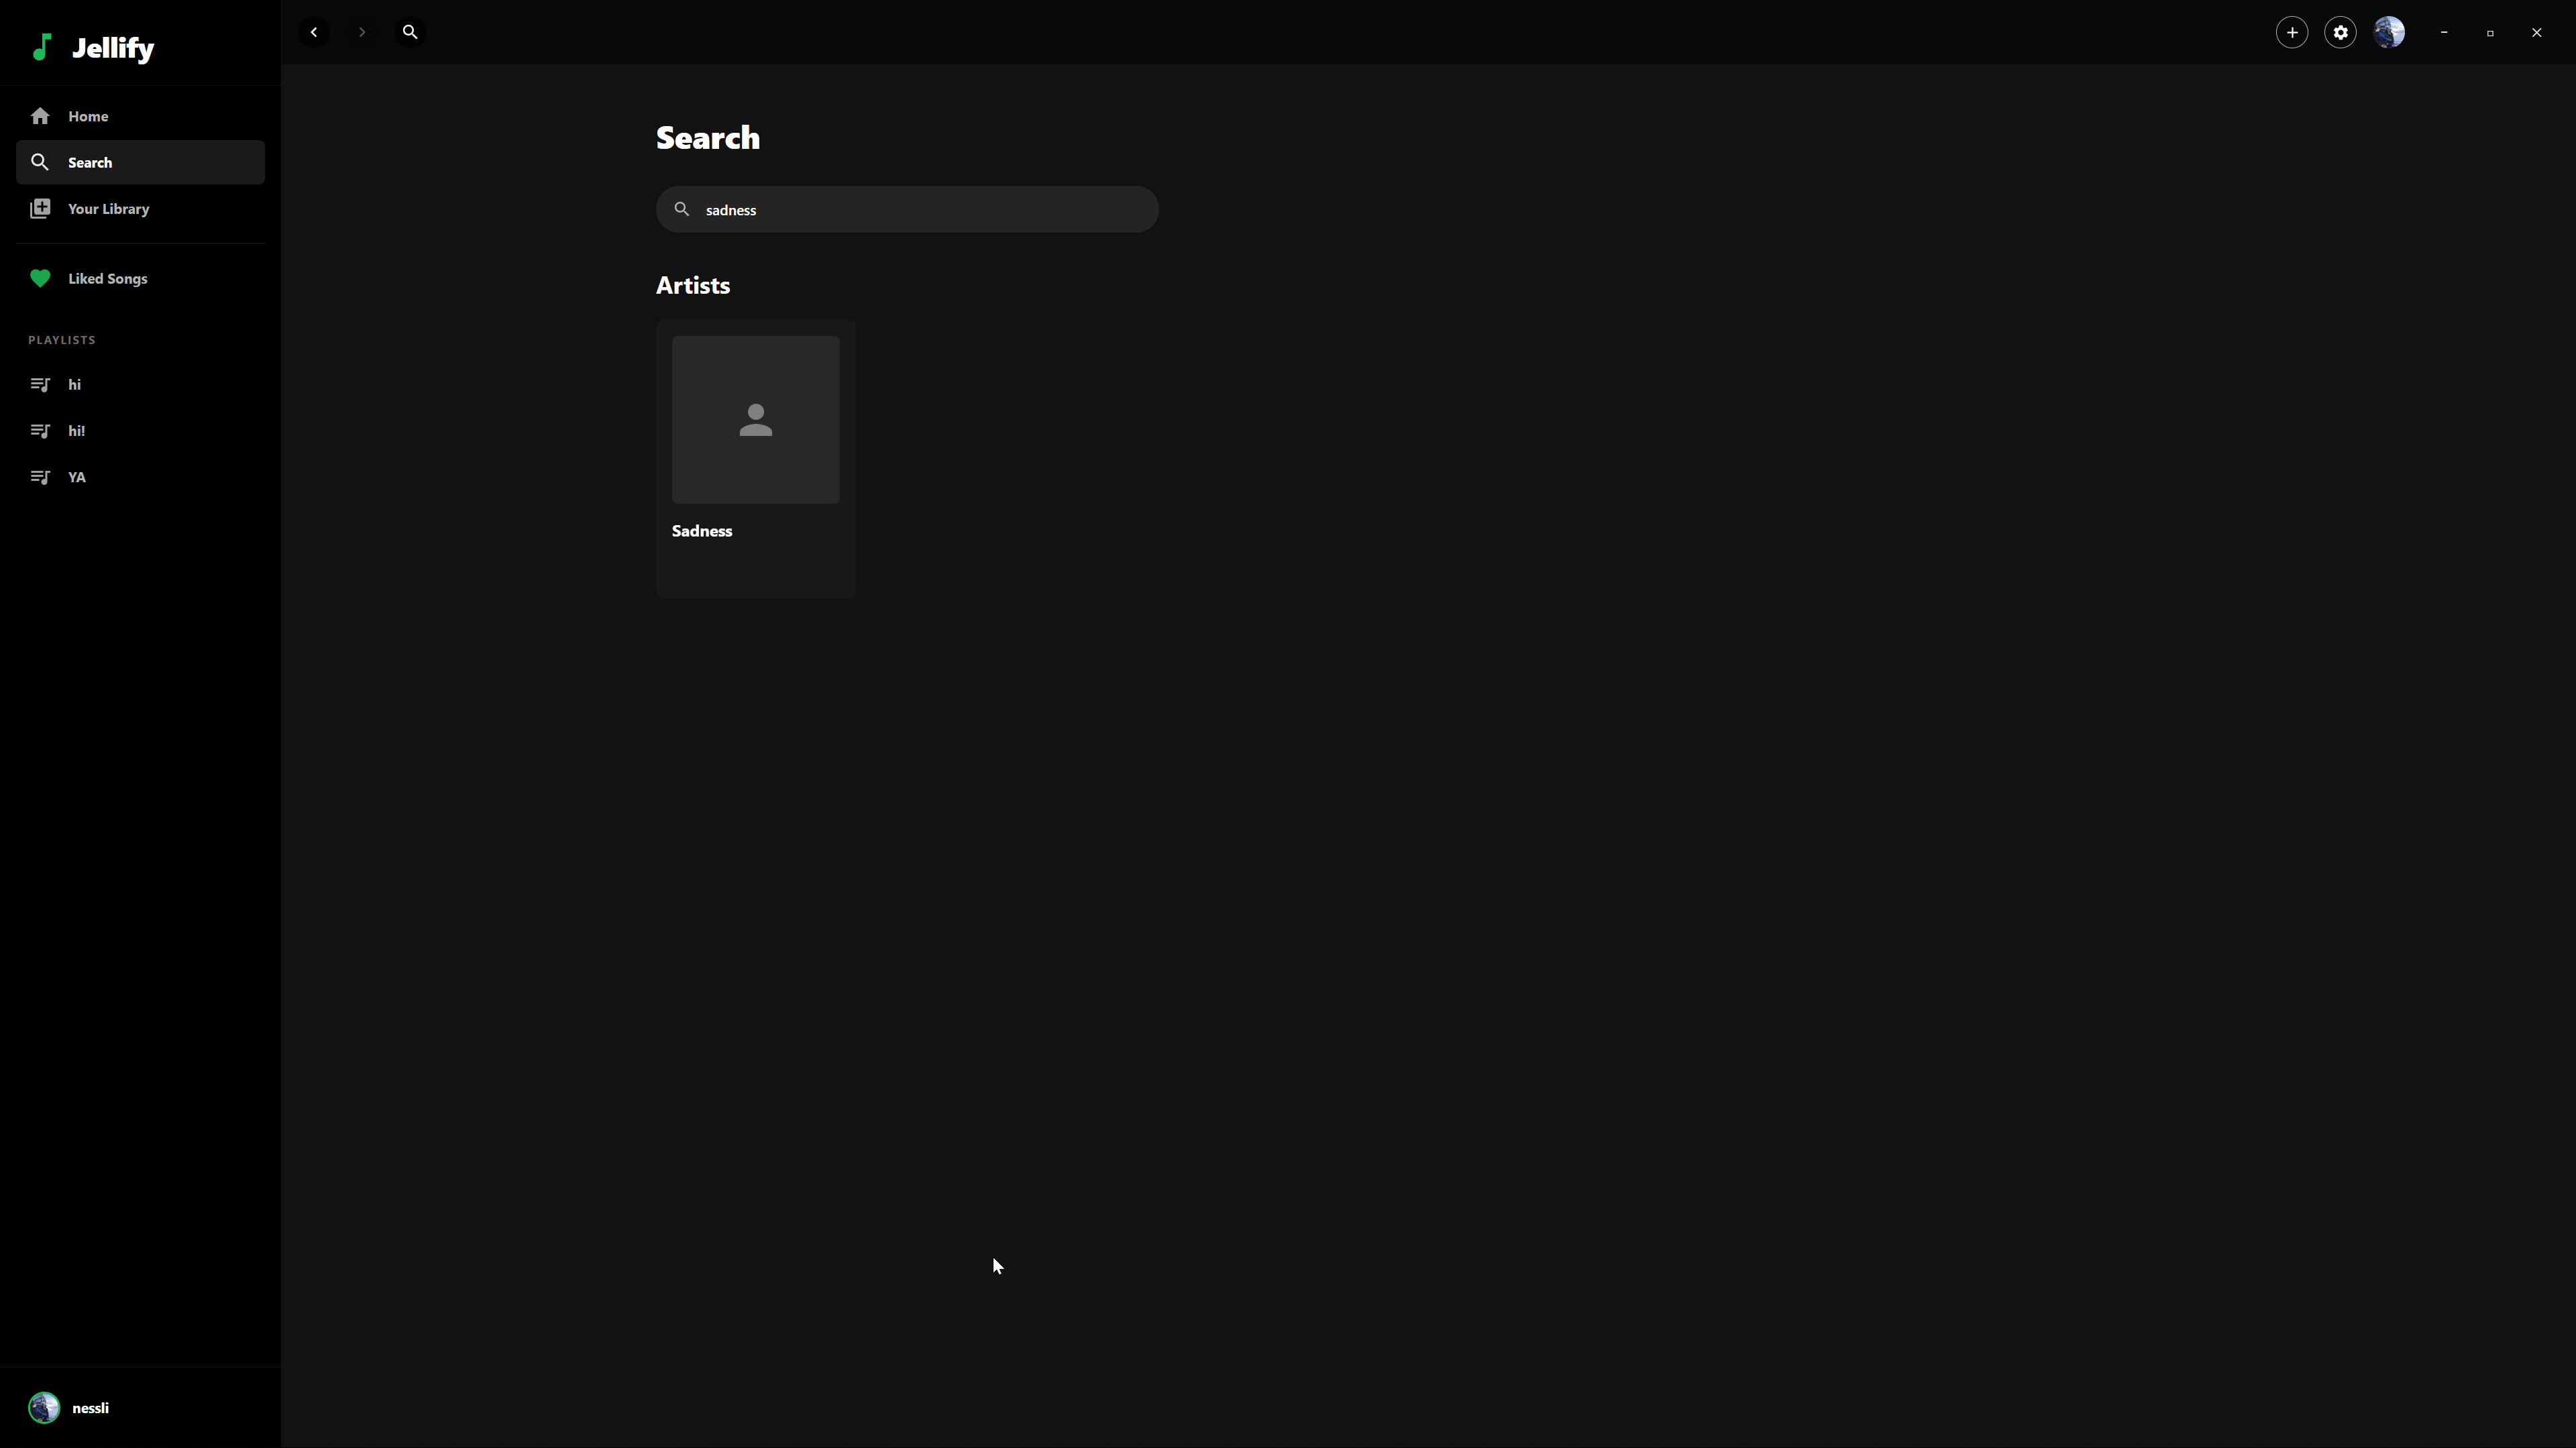 Jellify
Home
Search
Your Library
Liked Songs
PLAYLISTS
hi
hi!
YA
nessli
Search
sadness
Artists
Sadness